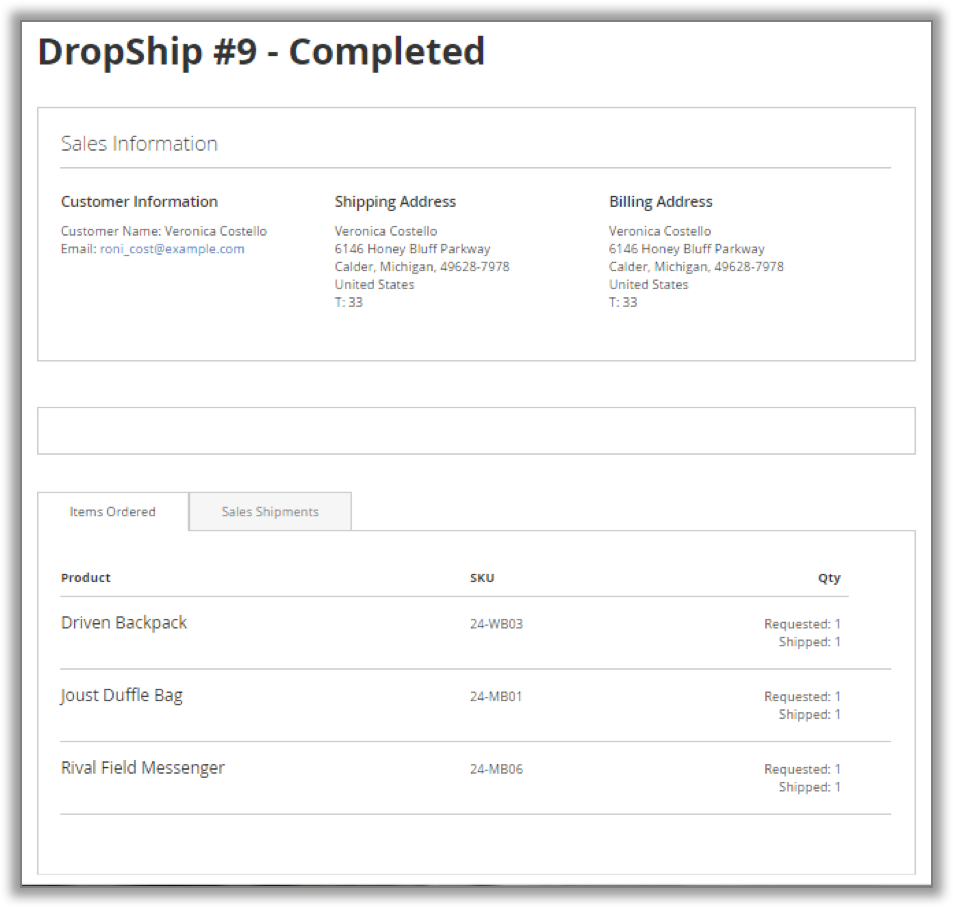 DropShip #9 - Completed
Sales Information
Customer Information
Customer Name: Veronica Costello
Email: roni_cost@example.com
Shipping Address
Veronica Costello
6146 Honey Bluff Parkway
Calder, Michigan, 49628-7978
United States
T: 33
Billing Address
Veronica Costello
6146 Honey Bluff Parkway
Calder, Michigan, 49628-7978
United States
T: 33
Items Ordered
Sales Shipments
Product SKU Qty
Driven Backpack 24-WB03 Requested: 1
Shipped: 1
Joust Duffle Bag 24-MB01 Requested: 1
Shipped: 1
Rival Field Messenger 24-MB06 Requested: 1
Shipped: 1